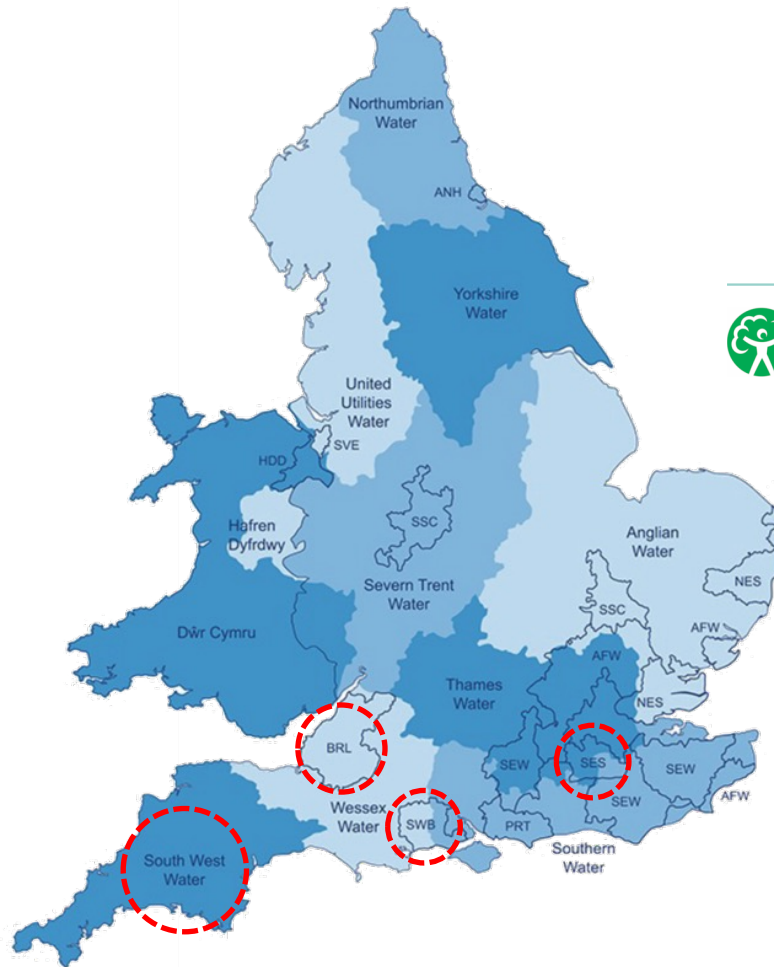 Northumbrian
Water
ANH
Yorkshire
Water
United
Utilities
Water
SVE
HDD
SSC
Hafren
Dyfrdwy
Anglian
Water
NES
Severn Trent
Water
SSC
Dŵr Cymru
AFW
AFW
Thames
Water
NES
BRL
SEW
SES
SEW
AFW
Wessex
Water
SWB
SEW
PRT
Southern
Water
South West
Water